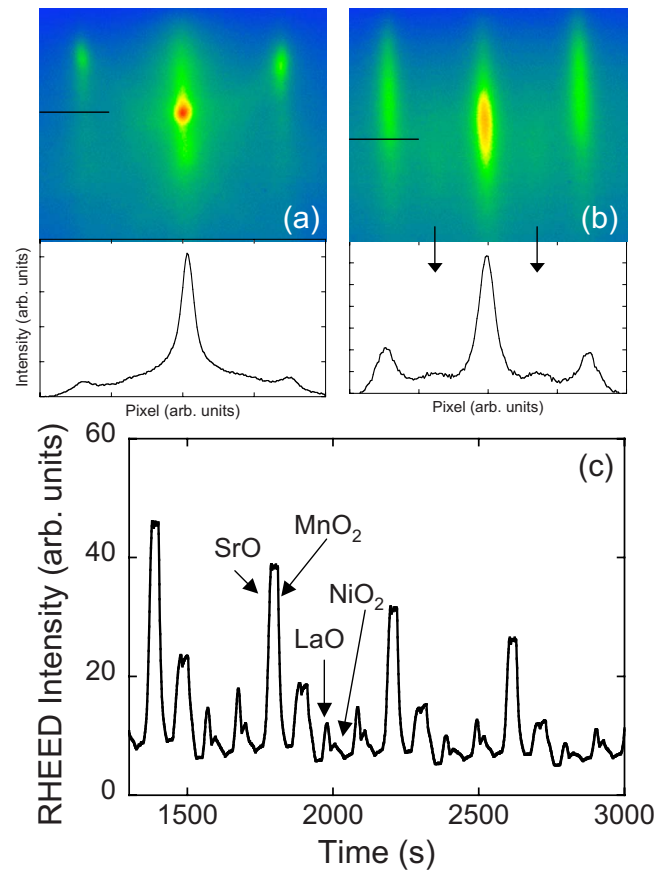 (a)
(b)
Intensity (arb. units)
Pixel (arb. units)
Pixel (arb. units)
(c)
RHEED Intensity (arb. units)
60
40
20
0
SrO
MnO₂
NiO₂
LaO
1500
2000
2500
3000
Time (s)